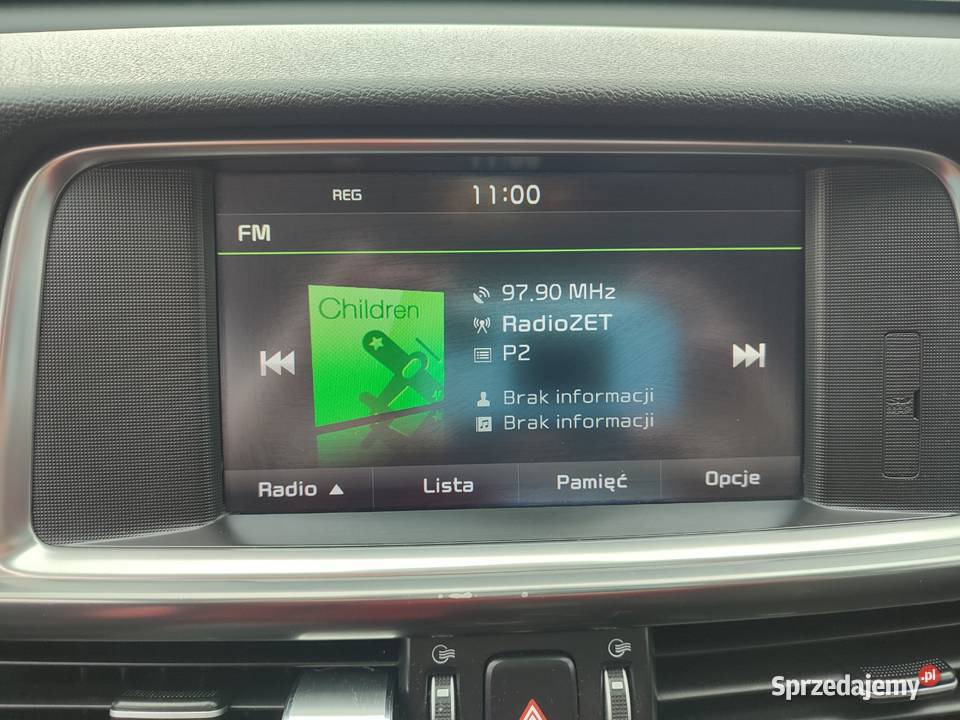 REG 11:00
FM
Children
97.90 MHz
RadioZET
P2
Brak informacji
Brak informacji
Radio ▲ Lista Pamięć Opcje
Sprzedajemy.pl